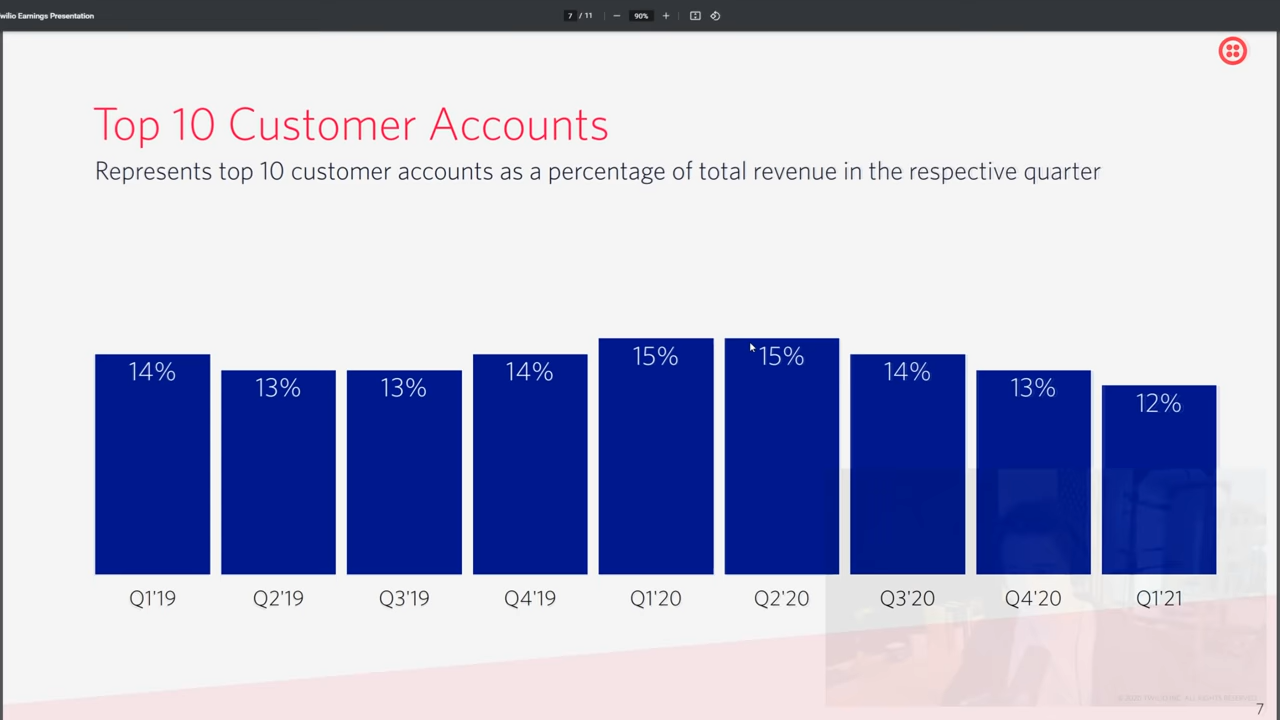 wilio Earnings Presentation
7 / 11
90%
Top 10 Customer Accounts
Represents top 10 customer accounts as a percentage of total revenue in the respective quarter
14%
13%
13%
14%
15%
15%
14%
13%
12%
Q1'19
Q2'19
Q3'19
Q4'19
Q1'20
Q2'20
Q3'20
Q4'20
Q1'21
7